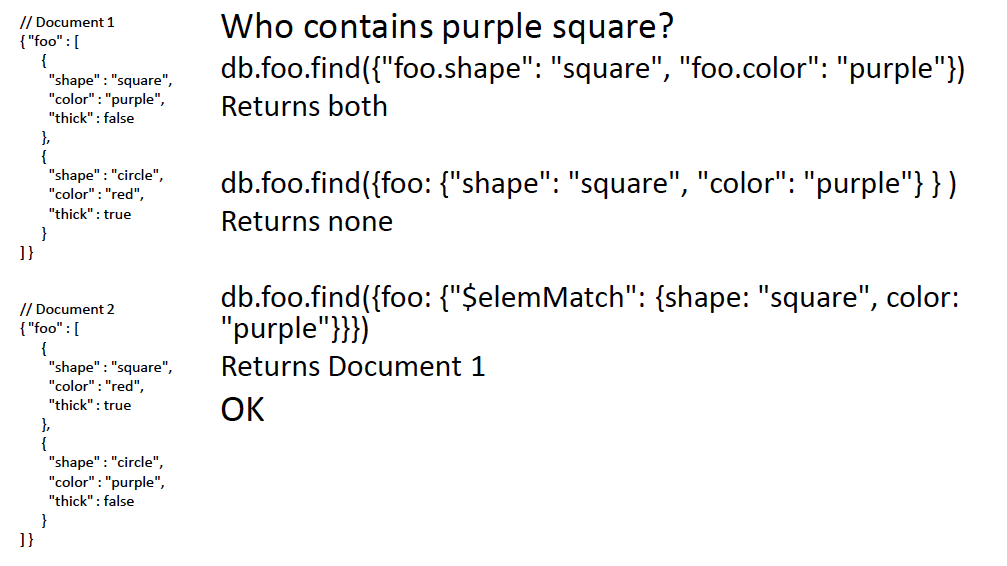 // Document 1
{ "foo" : [
{
"shape" : "square",
"color" : "purple",
"thick" : false
},
{
"shape" : "circle",
"color" : "red",
"thick" : true
}
] }
// Document 2
{ "foo" : [
{
"shape" : "square",
"color" : "red",
"thick" : true
},
{
"shape" : "circle",
"color" : "purple",
"thick" : false
}
] }
Who contains purple square?
db.foo.find({"foo.shape": "square", "foo.color": "purple"})
Returns both
db.foo.find({foo: {"shape": "square", "color": "purple"} } )
Returns none
db.foo.find({foo: {"$elemMatch": {shape: "square", color:
"purple"}}})
Returns Document 1
OK